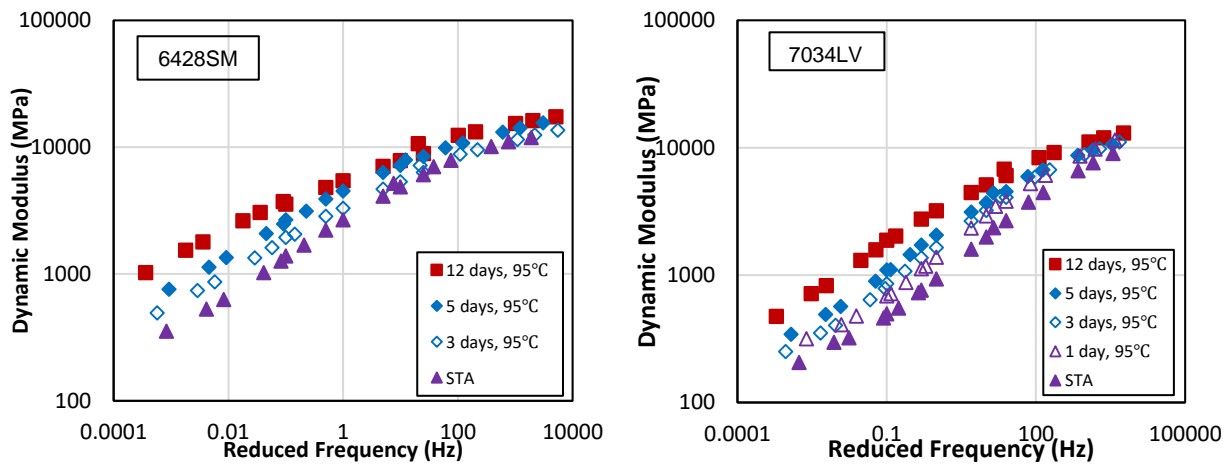 6428SM
Dynamic Modulus (MPa)
100000
10000
1000
100
0.0001
0.01
1
100
10000
Reduced Frequency (Hz)
12 days, 95℃
5 days, 95℃
3 days, 95℃
STA
7034LV
Dynamic Modulus (MPa)
100000
10000
1000
100
0.0001
0.1
100
100000
Reduced Frequency (Hz)
12 days, 95℃
5 days, 95℃
3 days, 95℃
1 day, 95℃
STA